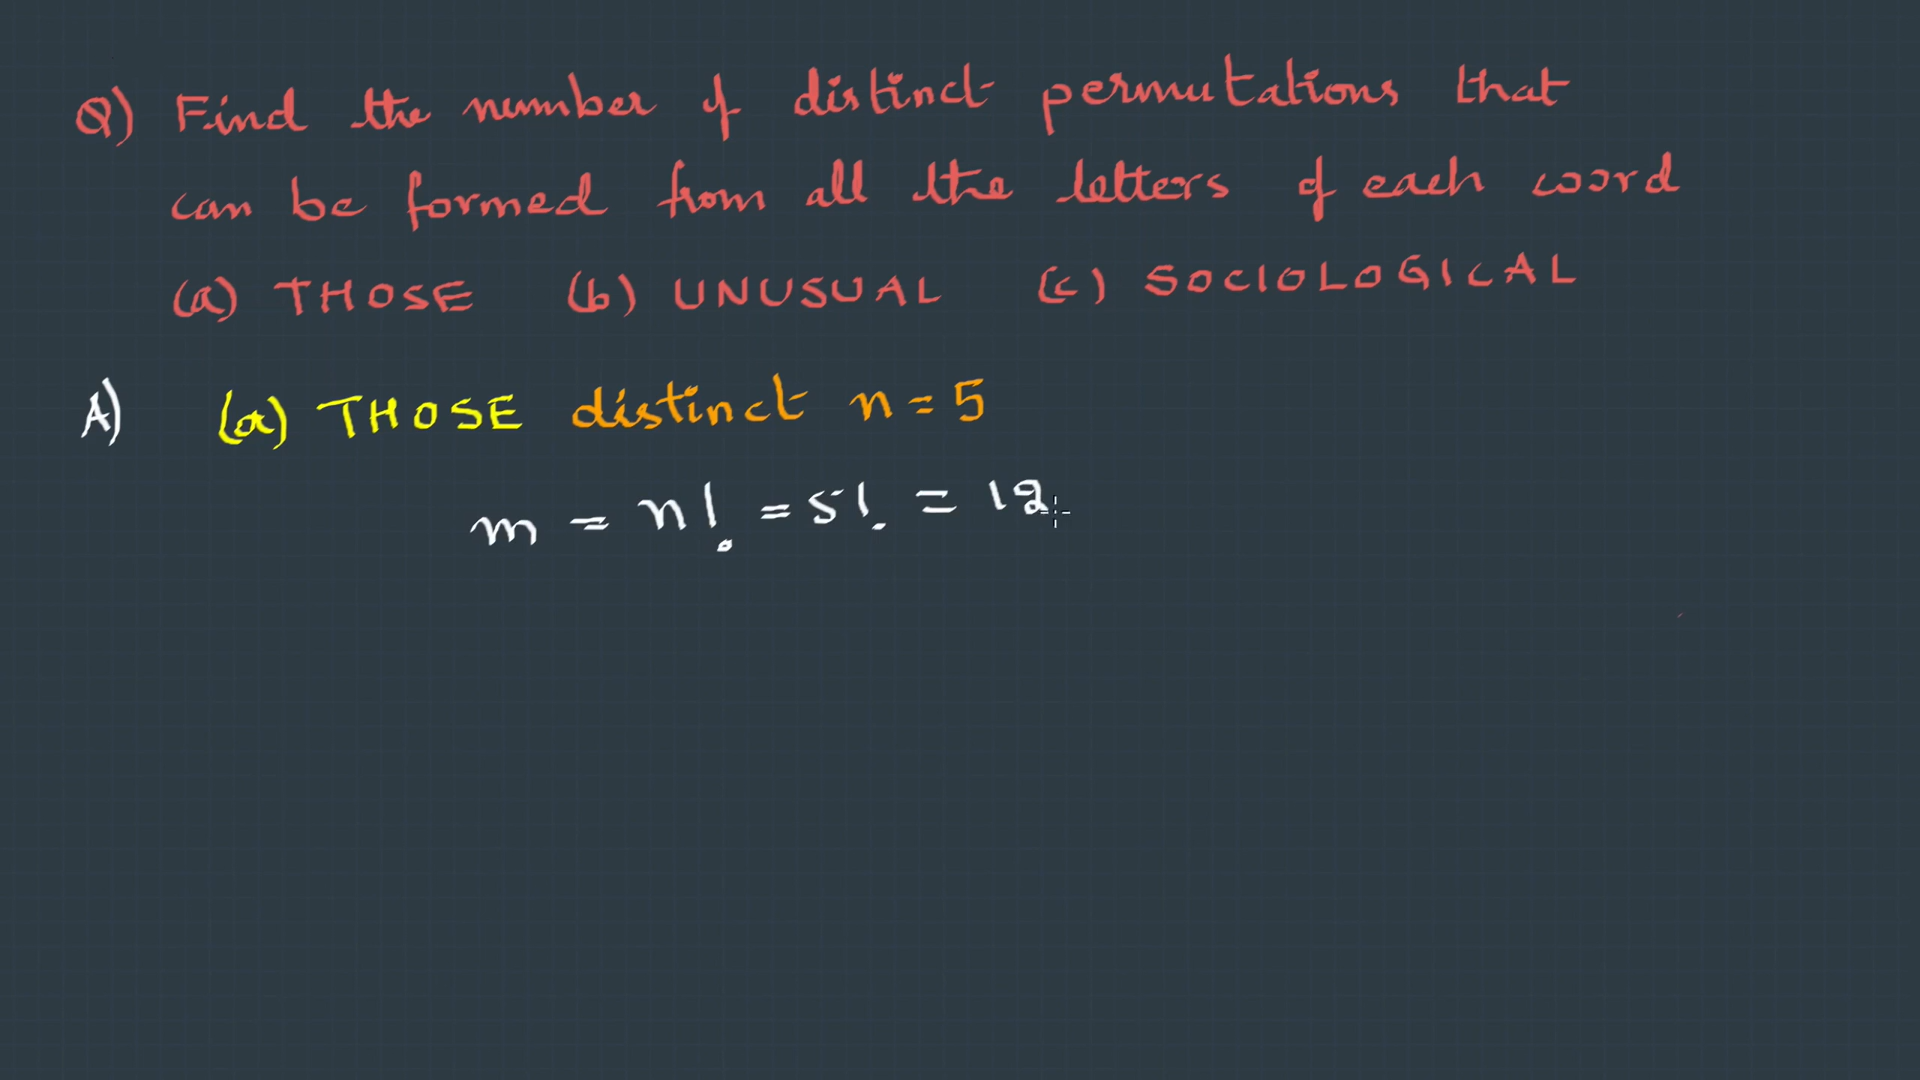 Q) Find the number of distinct permutations that
can be formed from all the letters of each word
(a) THOSE (b) UNUSUAL (c) SOCIOLOGICAL
A) (a) THOSE distinct n = 5
m = n! = 5! = 12